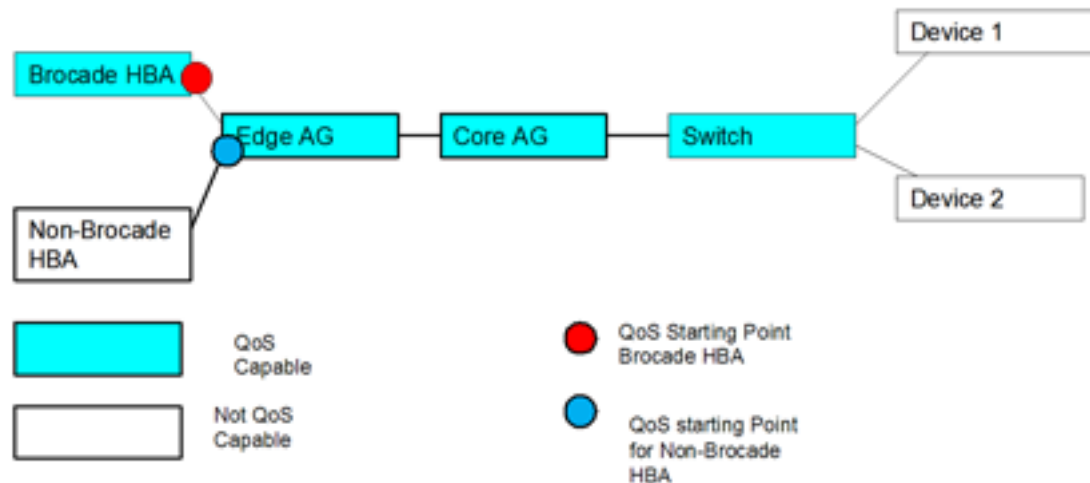 Device 1
Brocade HBA
Edge AG
Core AG
Switch
Device 2
Non-Brocade
HBA
QoS
Capable
QoS Starting Point
Brocade HBA
Not QoS
Capable
QoS starting Point
for Non-Brocade
HBA